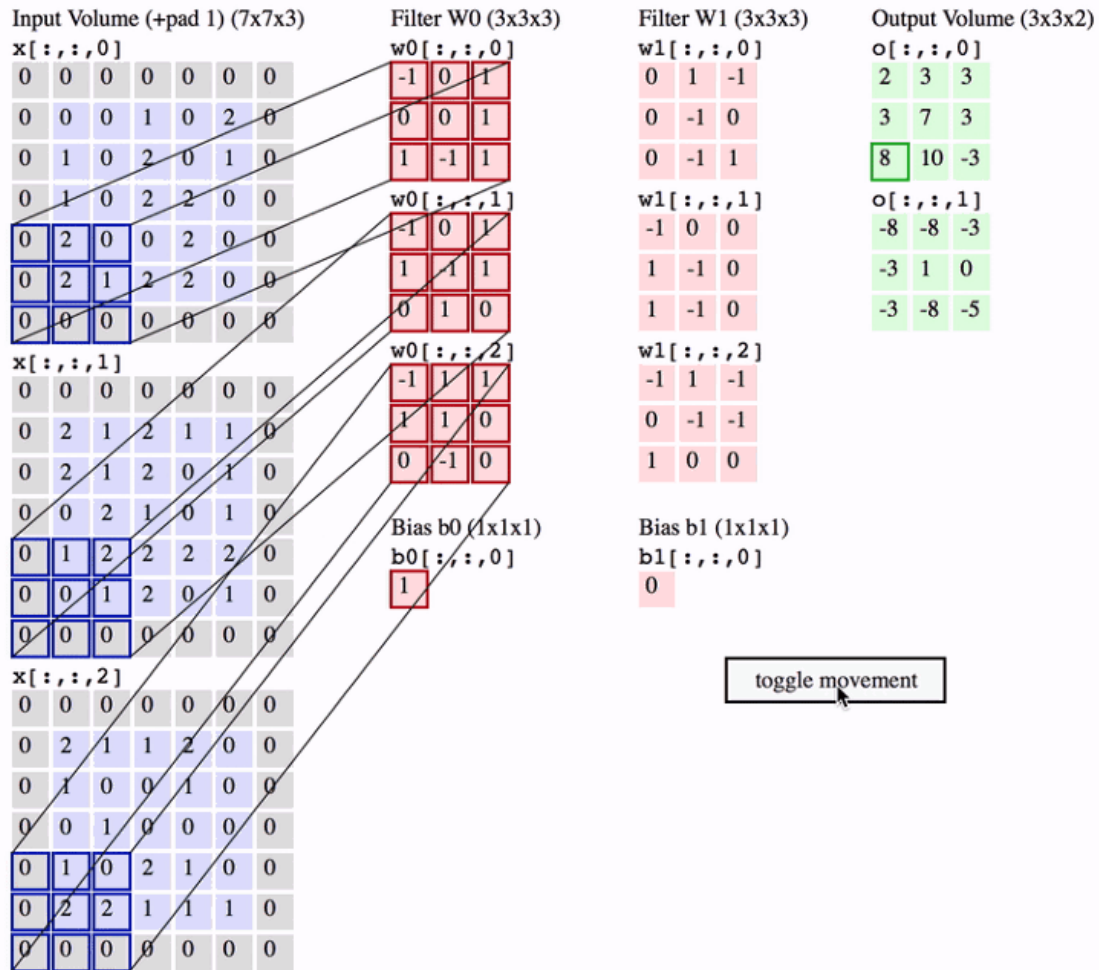 Input Volume (+pad 1) (7x7x3)
x[:,:,0]
0 0 0 0 0 0 0
0 0 0 1 0 2 0
0 1 0 2 0 1 0
0 1 0 2 2 0 0
0 2 0 0 2 0 0
0 2 1 2 2 0 0
0 0 0 0 0 0 0
x[:,:,1]
0 0 0 0 0 0 0
0 2 1 2 1 1 0
0 2 1 2 0 1 0
0 0 2 1 0 1 0
0 1 2 2 2 2 0
0 0 1 2 0 1 0
0 0 0 0 0 0 0
x[:,:,2]
0 0 0 0 0 0 0
0 2 1 1 2 0 0
0 1 0 0 1 0 0
0 0 1 0 0 0 0
0 1 0 2 1 0 0
0 2 2 1 1 1 0
0 0 0 0 0 0 0
Filter W0 (3x3x3)
w0[:,:,0]
-1 0 1
0 0 1
1 -1 1
w0[:,:,1]
-1 0 1
1 -1 1
0 1 0
w0[:,:,2]
-1 1 1
1 1 0
0 -1 0
Bias b0 (1x1x1)
b0[:,:,0]
1
Filter W1 (3x3x3)
w1[:,:,0]
0 1 -1
0 -1 0
0 -1 1
w1[:,:,1]
-1 0 0
1 -1 0
1 -1 0
w1[:,:,2]
-1 1 -1
0 -1 -1
1 0 0
Bias b1 (1x1x1)
b1[:,:,0]
0
Output Volume (3x3x2)
o[:,:,0]
2 3 3
3 7 3
8 10 -3
o[:,:,1]
-8 -8 -3
-3 1 0
-3 -8 -5
toggle movement